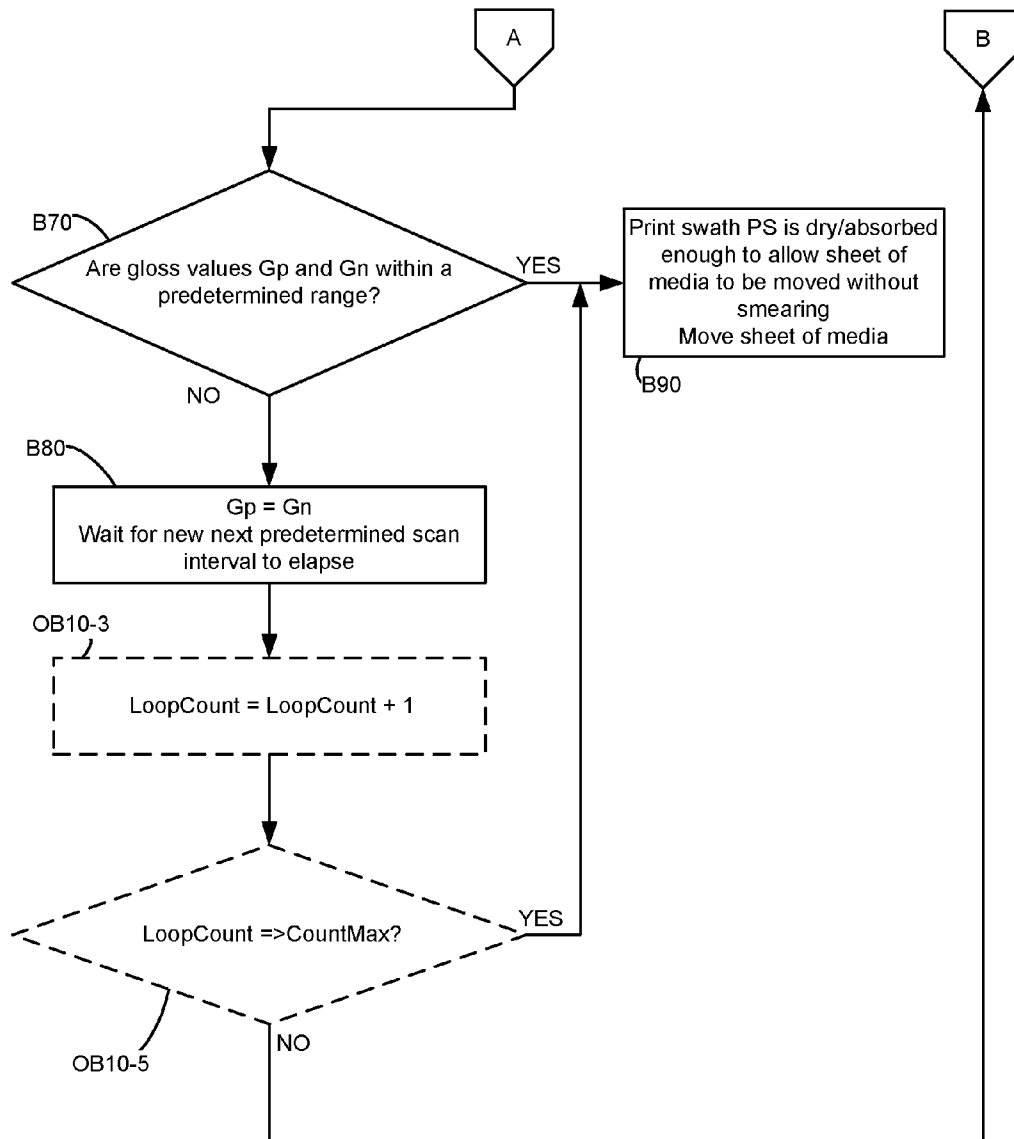 A
B
B70
Are gloss values Gp and Gn within a
predetermined range?
YES
NO
Print swath PS is dry/absorbed
enough to allow sheet of
media to be moved without
smearing
Move sheet of media
B90
B80
Gp = Gn
Wait for new next predetermined scan
interval to elapse
OB10-3
LoopCount = LoopCount + 1
LoopCount =>CountMax?
YES
NO
OB10-5